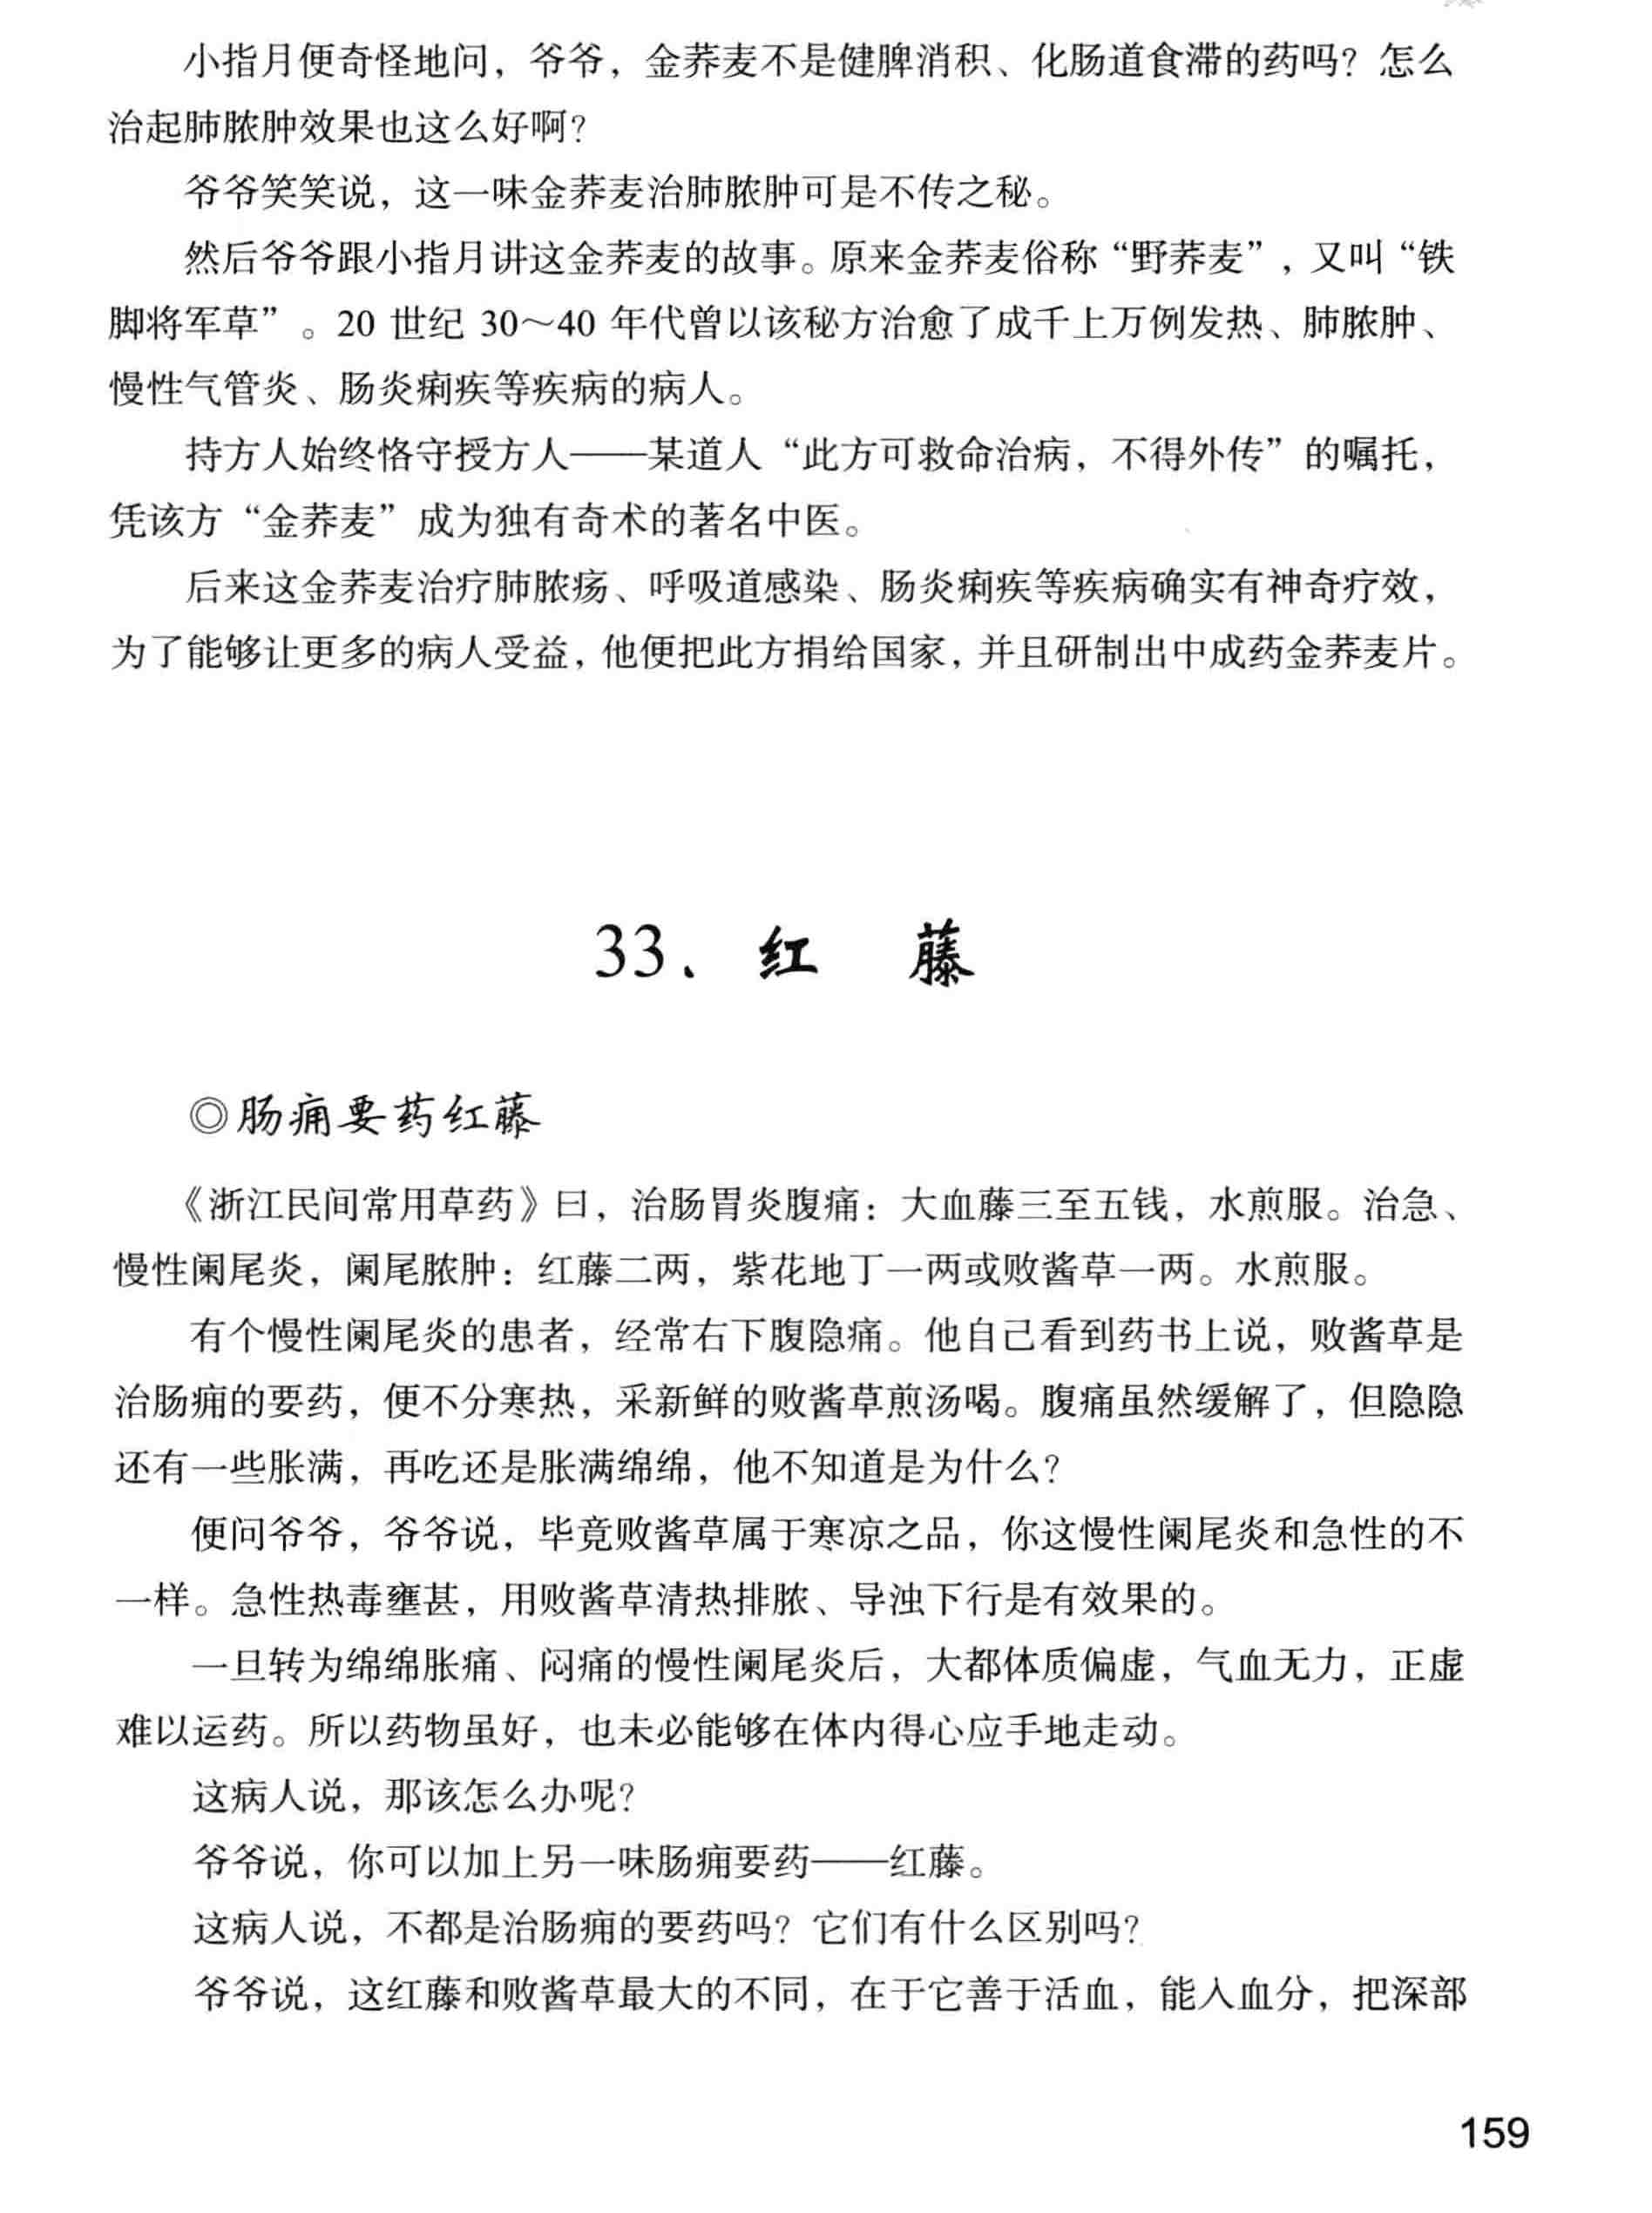 小指月便奇怪地问，爷爷，金荞麦不是健脾消积、化肠道食滞的药吗？怎么
治起肺脓肿效果也这么好啊？
爷爷笑笑说，这一味金荞麦治肺脓肿可是不传之秘。
然后爷爷跟小指月讲这金荞麦的故事。原来金荞麦俗称“野荞麦”，又叫“铁
脚将军草”。20 世纪 30～40 年代曾以该秘方治愈了成千上万例发热、肺脓肿、
慢性气管炎、肠炎痢疾等疾病的病人。
持方人始终恪守授方人——某道人“此方可救命治病，不得外传”的嘱托，
凭该方“金荞麦”成为独有奇术的著名中医。
后来这金荞麦治疗肺脓疡、呼吸道感染、肠炎痢疾等疾病确实有神奇疗效，
为了能够让更多的病人受益，他便把此方捐给国家，并且研制出中成药金荞麦片。
33、红 藤
◎肠痈要药红藤
《浙江民间常用草药》曰，治肠胃炎腹痛：大血藤三至五钱，水煎服。治急、
慢性阑尾炎，阑尾脓肿：红藤二两，紫花地丁一两或败酱草一两。水煎服。
有个慢性阑尾炎的患者，经常右下腹隐痛。他自己看到药书上说，败酱草是
治肠痈的要药，便不分寒热，采新鲜的败酱草煎汤喝。腹痛虽然缓解了，但隐隐
还有一些胀满，再吃还是胀满绵绵，他不知道是为什么？
便问爷爷，爷爷说，毕竟败酱草属于寒凉之品，你这慢性阑尾炎和急性的不
一样。急性热毒壅甚，用败酱草清热排脓、导浊下行是有效果的。
一旦转为绵绵胀痛、闷痛的慢性阑尾炎后，大都体质偏虚，气血无力，正虚
难以运药。所以药物虽好，也未必能够在体内得心应手地走动。
这病人说，那该怎么办呢？
爷爷说，你可以加上另一味肠痈要药——红藤。
这病人说，不都是治肠痈的要药吗？它们有什么区别吗？
爷爷说，这红藤和败酱草最大的不同，在于它善于活血，能入血分，把深部
159